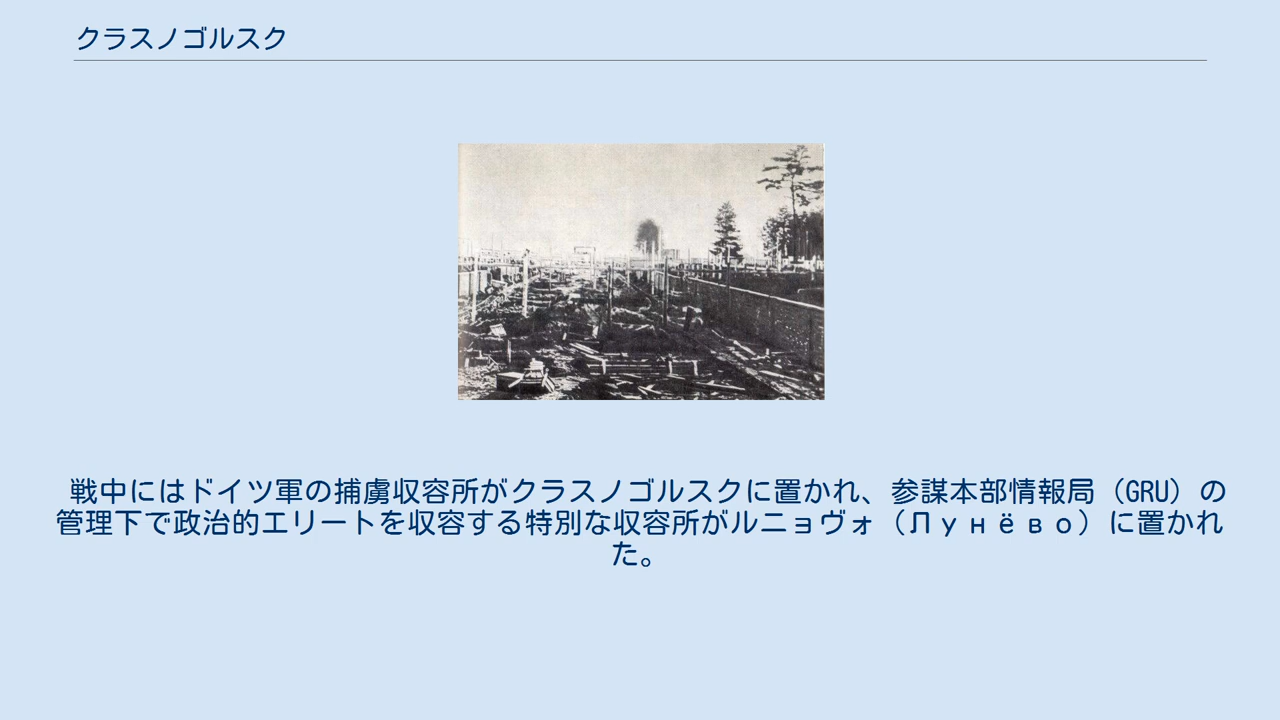 クラスノゴルスク
戦中にはドイツ軍の捕虜収容所がクラスノゴルスクに置かれ、参謀本部情報局（GRU）の
管理下で政治的エリートを収容する特別な収容所がルニョヴォ（Лунёво）に置かれ
た。